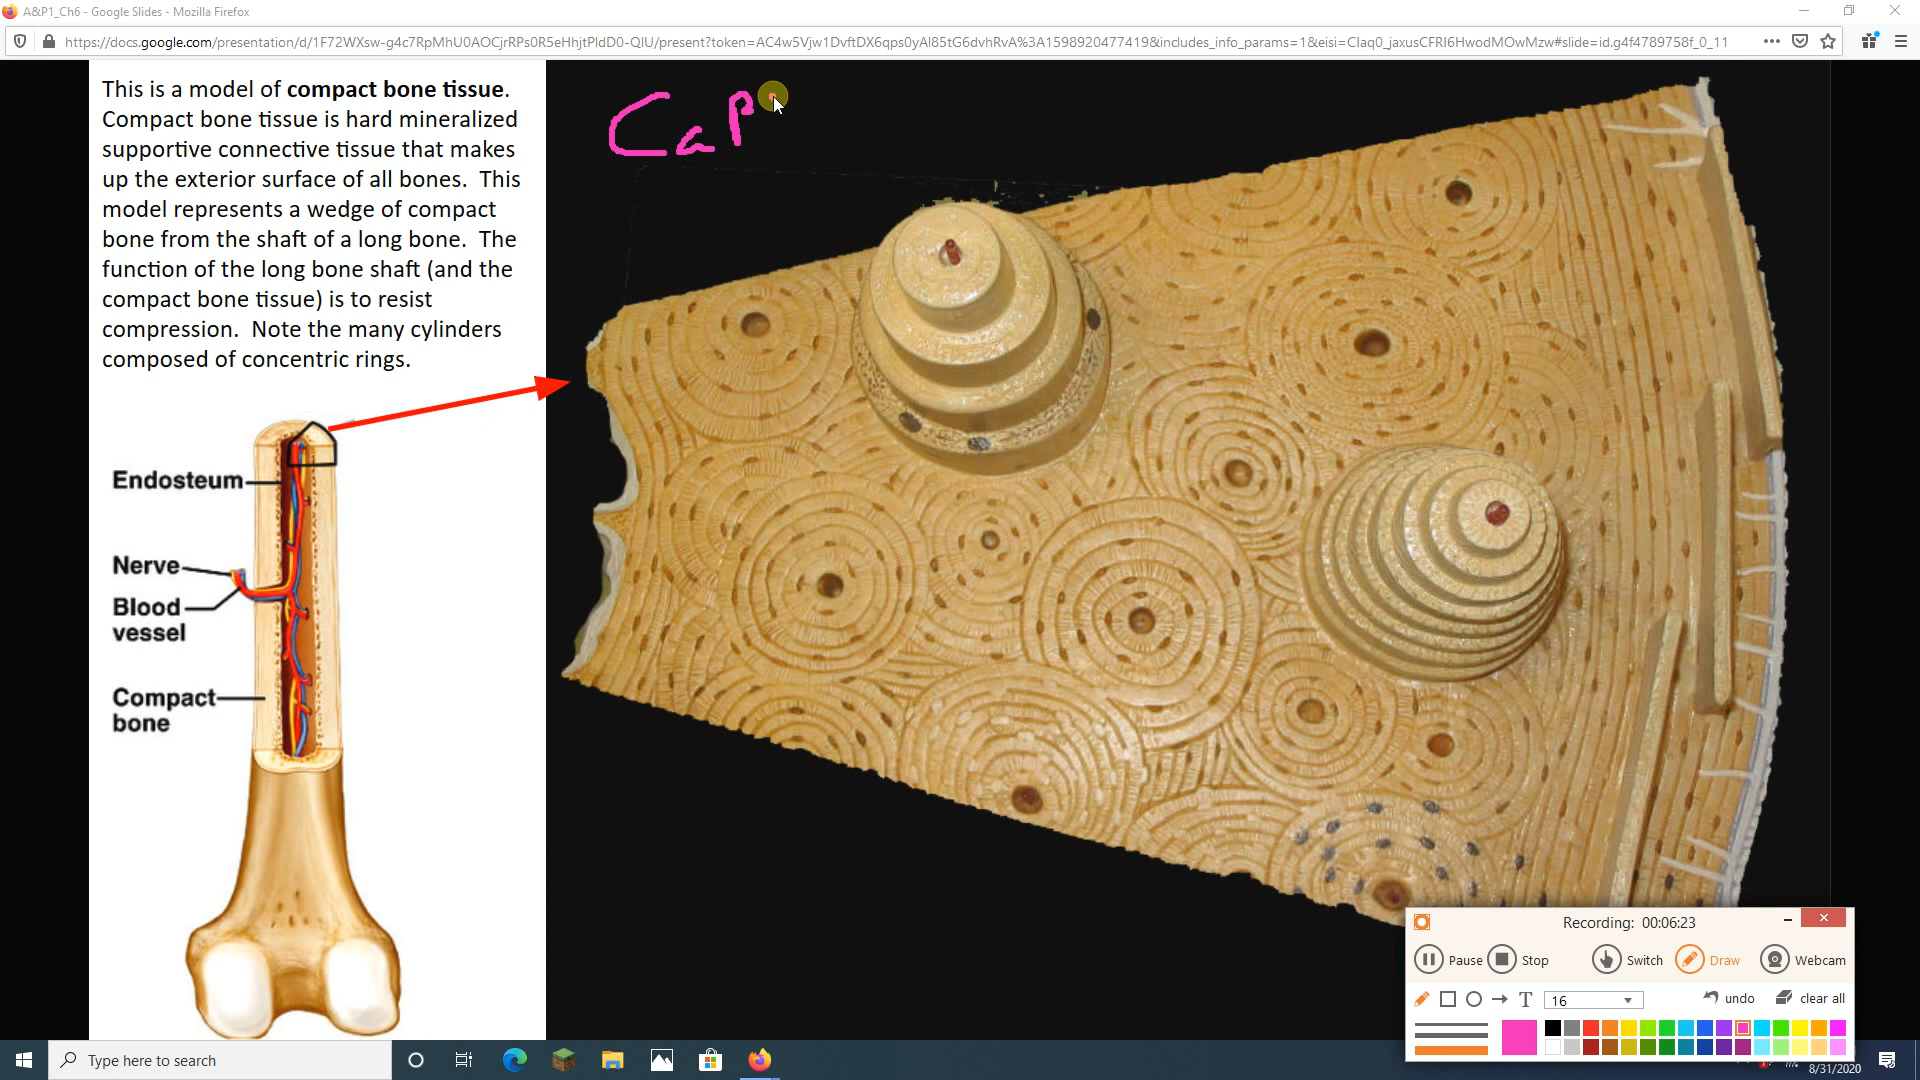 A&P1_Ch6 - Google Slides - Mozilla Firefox
https://docs.google.com/presentation/d/1F72WXsw-g4c7RpMhU0AOCjrRPs0R5eHhjtPldD0-QIU/present?token=AC4w5Vjw1DvftDX6qps0yAl85tG6dvhRvA%3A1598920477419&includes_info_params=1&eisi=CIaq0_jaxusCFRI6HwodMOwMzw#slide=id.g4f4789758f_0_11
This is a model of compact bone tissue.
Compact bone tissue is hard mineralized
supportive connective tissue that makes
up the exterior surface of all bones. This
model represents a wedge of compact
bone from the shaft of a long bone. The
function of the long bone shaft (and the
compact bone tissue) is to resist
compression. Note the many cylinders
composed of concentric rings.
CaP
Endosteum
Nerve
Blood
vessel
Compact
bone
Recording: 00:06:23
Pause
Stop
Switch
Draw
Webcam
T
16
undo
clear all
Type here to search
8/31/2020